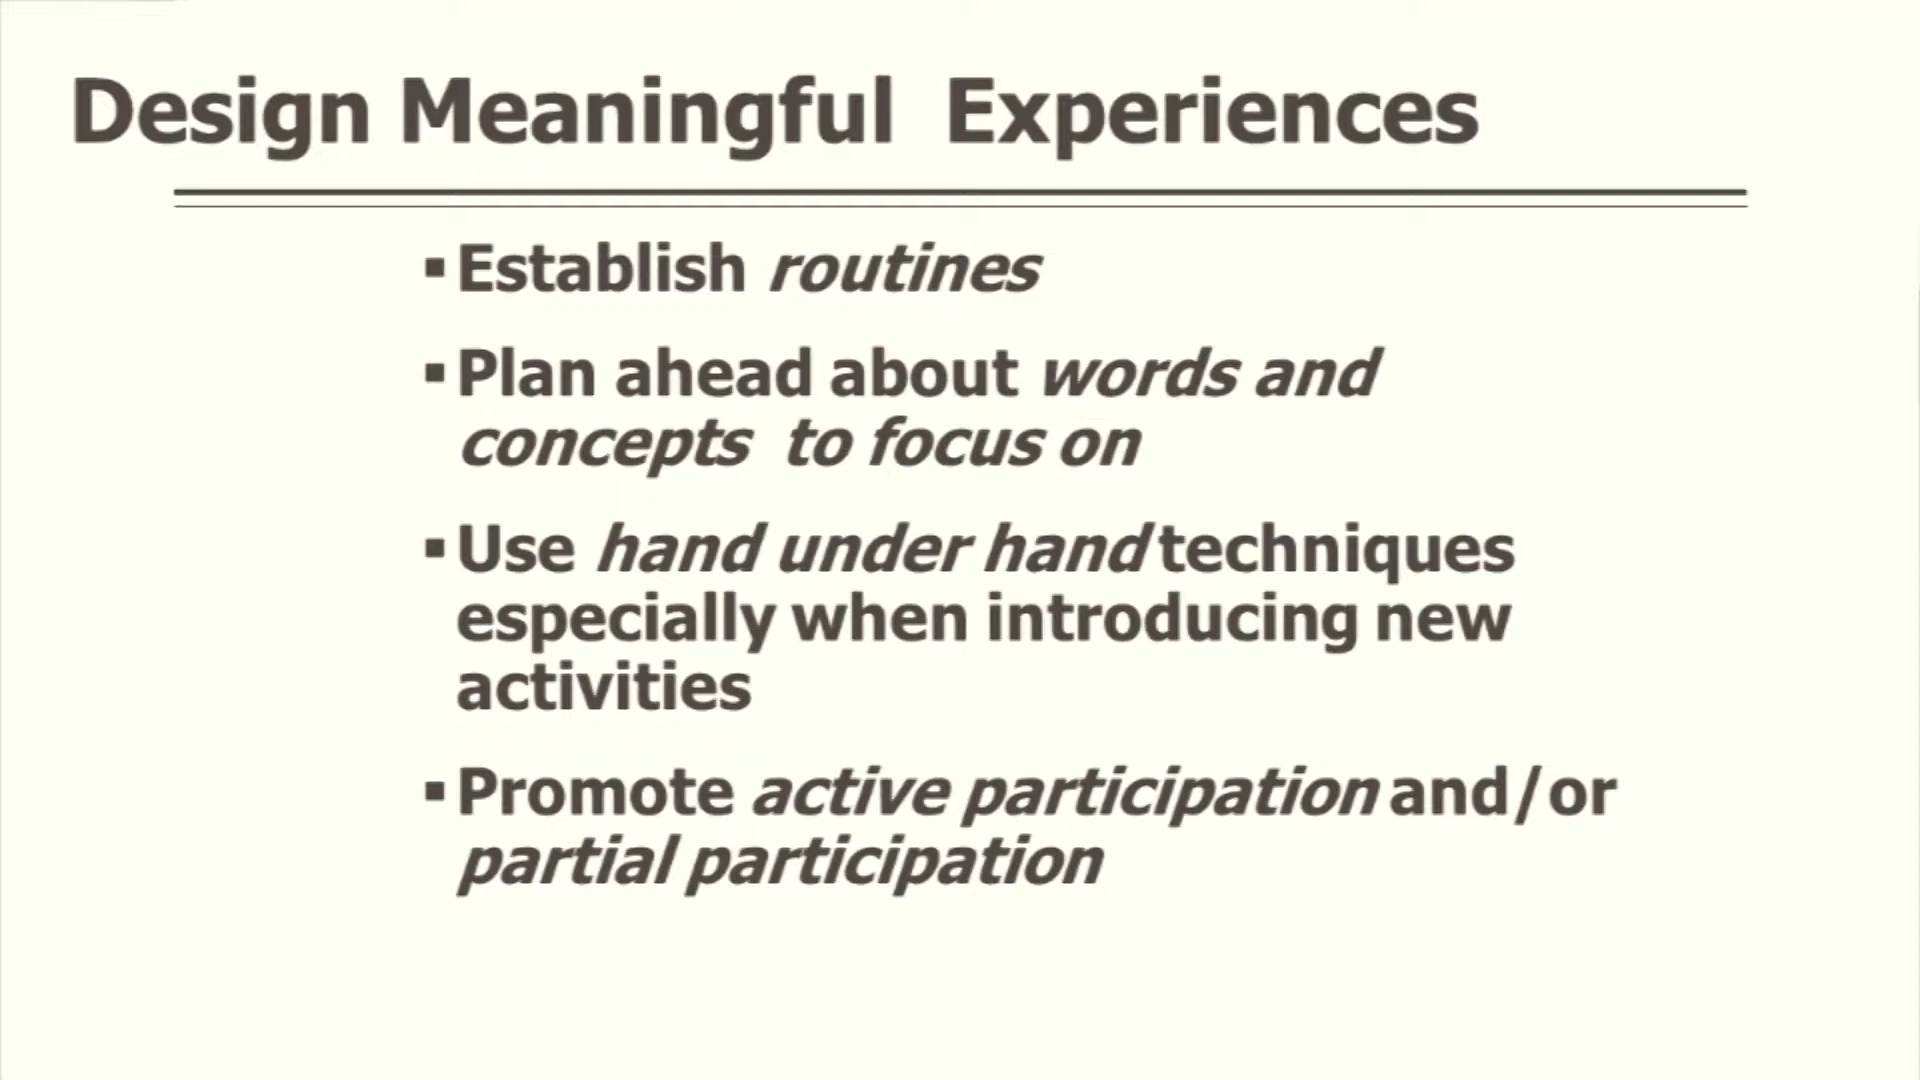 Design Meaningful Experiences
▪Establish routines
▪Plan ahead about words and
concepts to focus on
▪Use hand under hand techniques
especially when introducing new
activities
▪Promote active participation and/or
partial participation